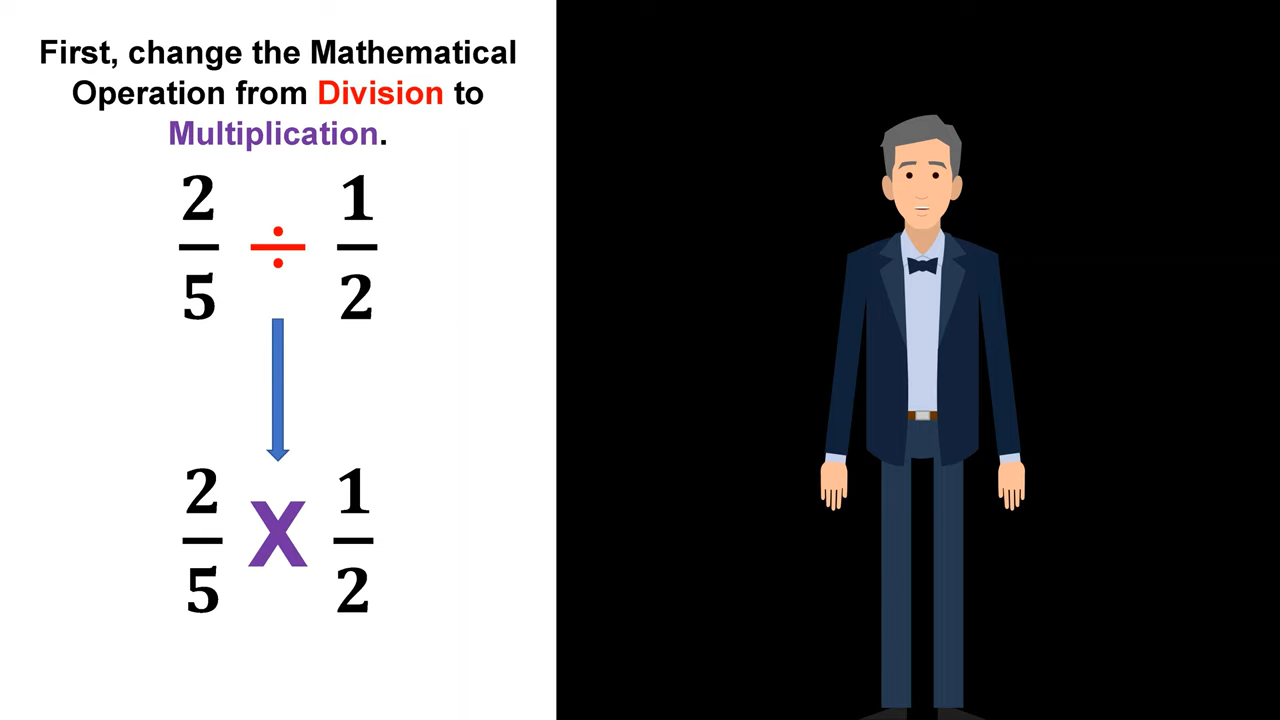 First, change the Mathematical
Operation from Division to
Multiplication.
2/5 ÷ 1/2
2/5 X 1/2